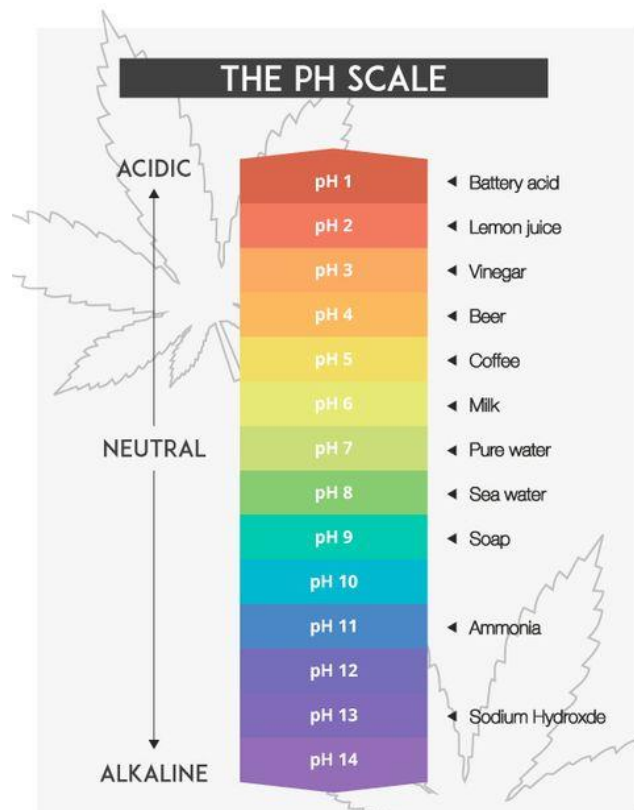 THE PH SCALE
ACIDIC
pH 1
Battery acid
pH 2
Lemon juice
pH 3
Vinegar
pH 4
Beer
pH 5
Coffee
pH 6
Milk
NEUTRAL
pH 7
Pure water
pH 8
Sea water
pH 9
Soap
pH 10
pH 11
Ammonia
pH 12
pH 13
Sodium Hydroxde
pH 14
ALKALINE